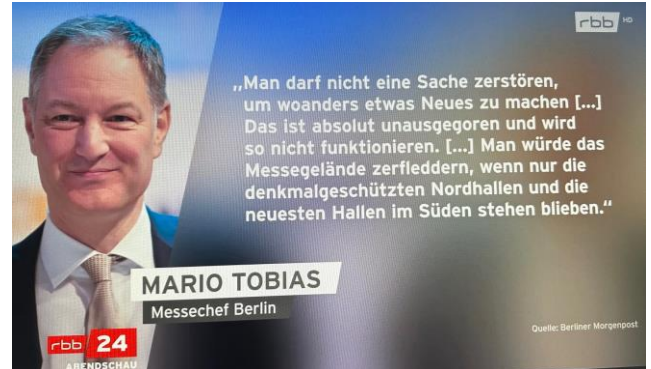 rbb HD
„Man darf nicht eine Sache zerstören,
um woanders etwas Neues zu machen [...]
Das ist absolut unausgegoren und wird
so nicht funktionieren. [...] Man würde das
Messegelände zerfleddern, wenn nur die
denkmalgeschützten Nordhallen und die
neuesten Hallen im Süden stehen blieben.“
MARIO TOBIAS
Messechef Berlin
Quelle: Berliner Morgenpost
rbb 24
ABENDSCHAU